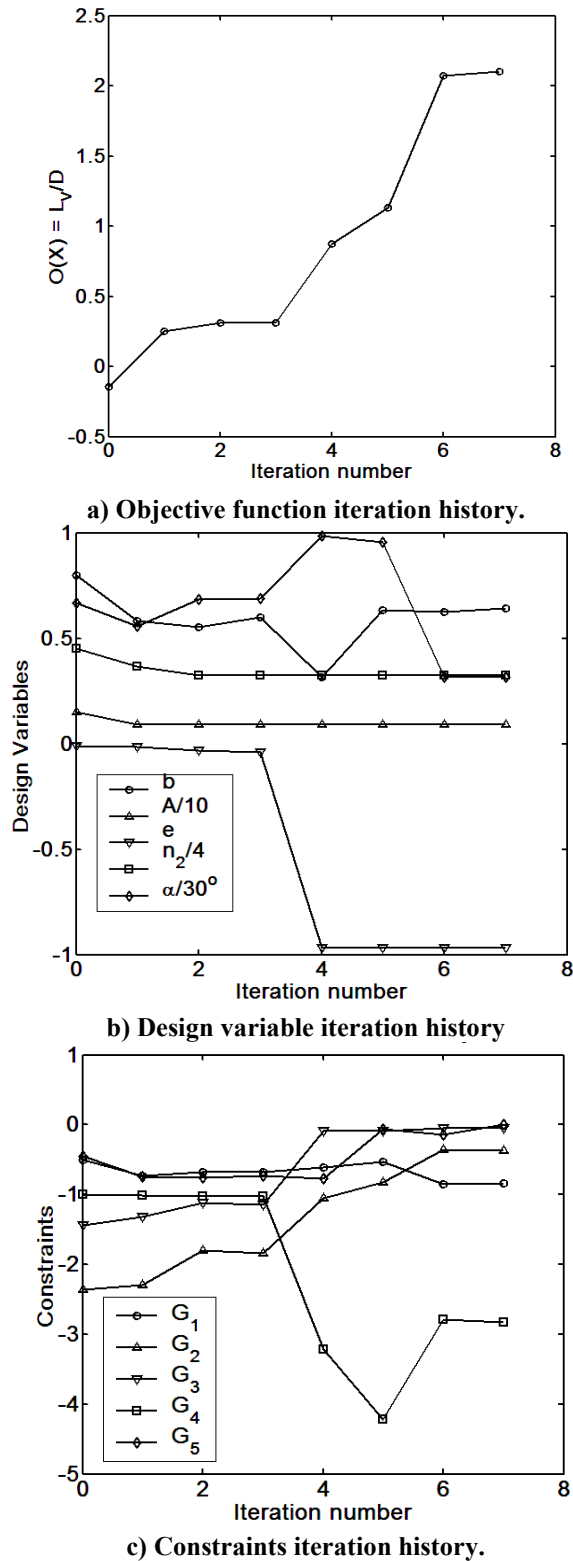 2.5
2
1.5
1
0.5
0
-0.5
O(X) = L_v/D
0 2 4 6 8
Iteration number
a) Objective function iteration history.
1
0.5
0
-0.5
-1
Design Variables
b
A/10
e
n_2/4
α/30^o
0 2 4 6 8
Iteration number
b) Design variable iteration history
1
0
-1
-2
-3
-4
-5
Constraints
G_1
G_2
G_3
G_4
G_5
0 2 4 6 8
Iteration number
c) Constraints iteration history.